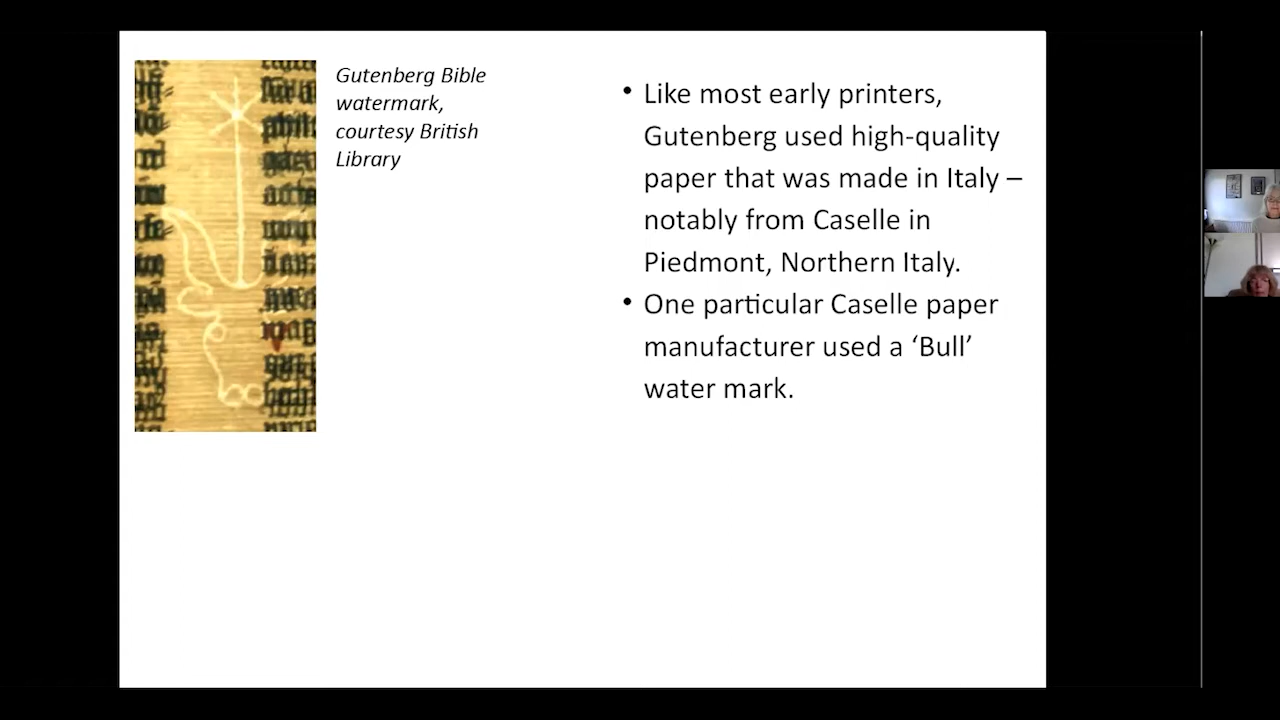 Gutenberg Bible
watermark,
courtesy British
Library
• Like most early printers,
Gutenberg used high-quality
paper that was made in Italy –
notably from Caselle in
Piedmont, Northern Italy.
• One particular Caselle paper
manufacturer used a ‘Bull’
water mark.